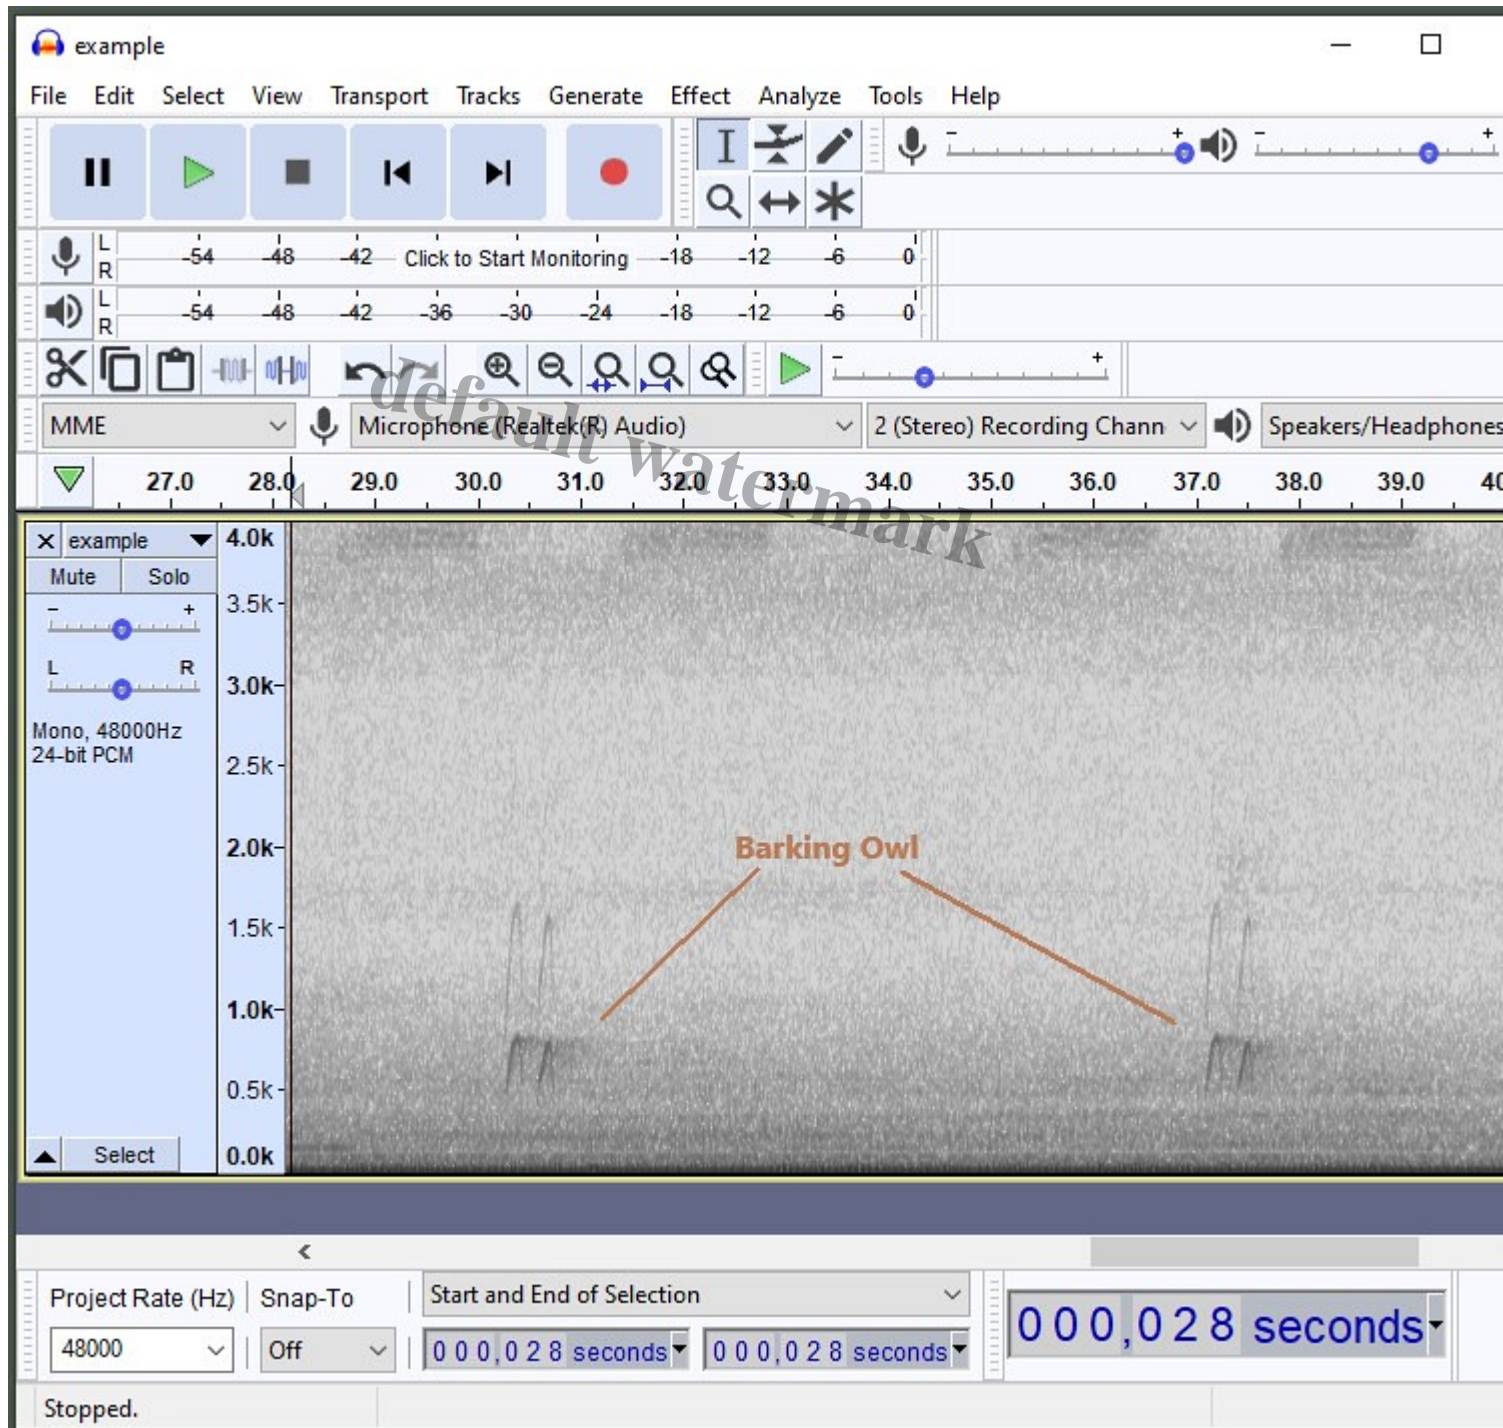 example
File Edit Select View Transport Tracks Generate Effect Analyze Tools Help
- + - +
L R -54 -48 -42 Click to Start Monitoring -18 -12 -6 0
L R -54 -48 -42 -36 -30 -24 -18 -12 -6 0
- +
MME Microphone (Realtek(R) Audio) 2 (Stereo) Recording Chann Speakers/Headphones
default watermark
27.0 28.0 29.0 30.0 31.0 32.0 33.0 34.0 35.0 36.0 37.0 38.0 39.0 40
example 4.0k
Mute Solo
- + 3.5k
L R
3.0k
Mono, 48000Hz
24-bit PCM
2.5k
2.0k
Barking Owl
1.5k
1.0k
0.5k
Select 0.0k
Project Rate (Hz) Snap-To Start and End of Selection
48000 Off 000,028 seconds 000,028 seconds 000,028 seconds
Stopped.